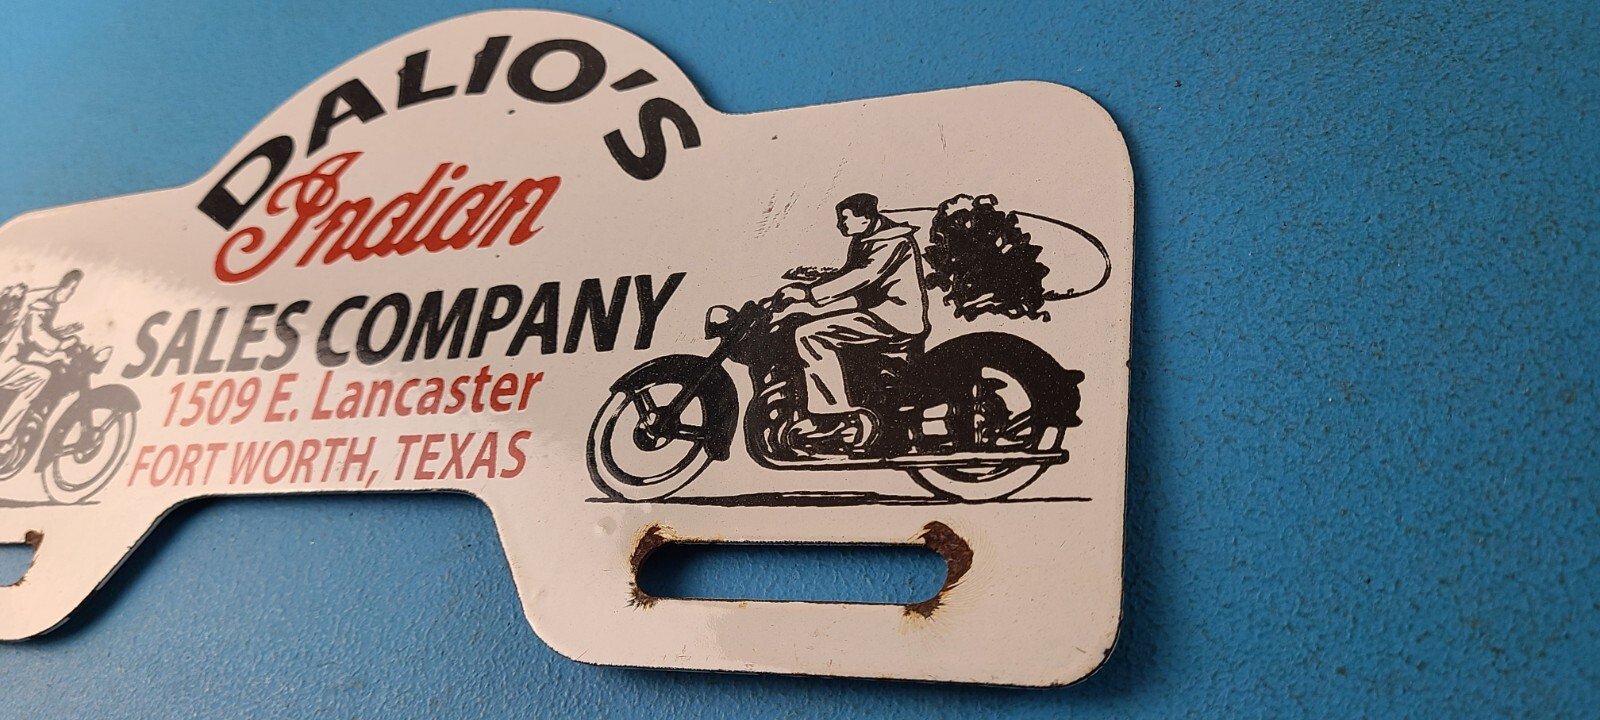 DALIO'S
Indian
SALES COMPANY
1509 E. Lancaster
FORT WORTH, TEXAS